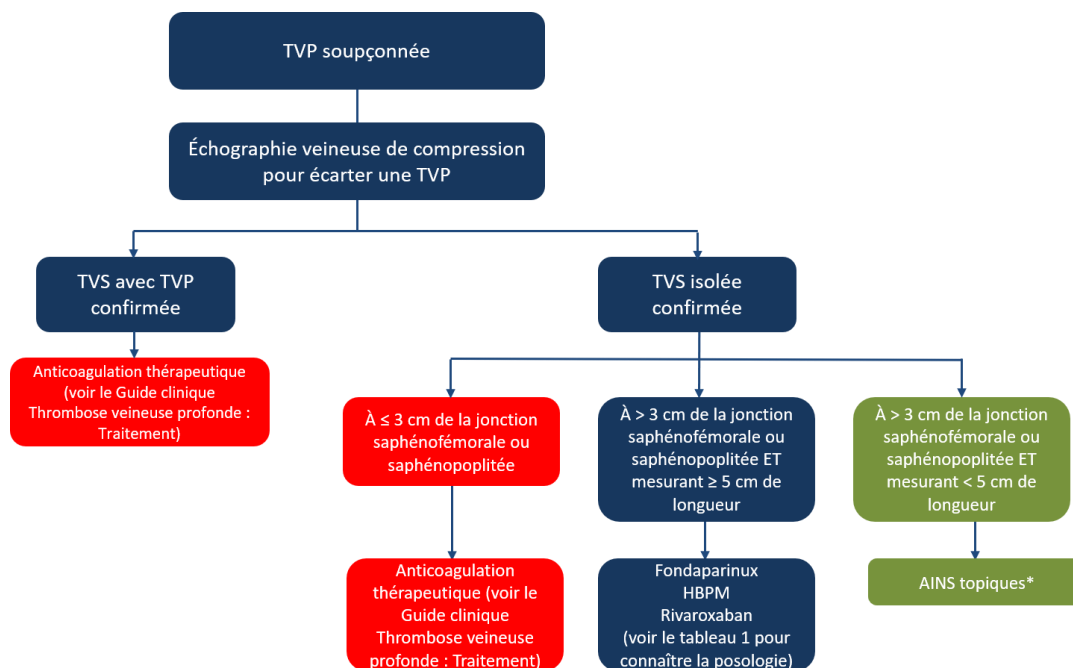 TVP soupçonnée
Échographie veineuse de compression
pour écarter une TVP
TVS avec TVP
confirmée
TVS isolée
confirmée
Anticoagulation thérapeutique
(voir le Guide clinique
Thrombose veineuse profonde :
Traitement)
À ≤ 3 cm de la jonction
saphénofémorale ou
saphénopoplitée
À > 3 cm de la jonction
saphénofémorale ou
saphénopoplitée ET
mesurant ≥ 5 cm de
longueur
À > 3 cm de la jonction
saphénofémorale ou
saphénopoplitée ET
mesurant < 5 cm de
longueur
Anticoagulation
thérapeutique (voir le
Guide clinique
Thrombose veineuse
profonde : Traitement)
Fondaparinux
HBPM
Rivaroxaban
(voir le tableau 1 pour
connaître la posologie)
AINS topiques*